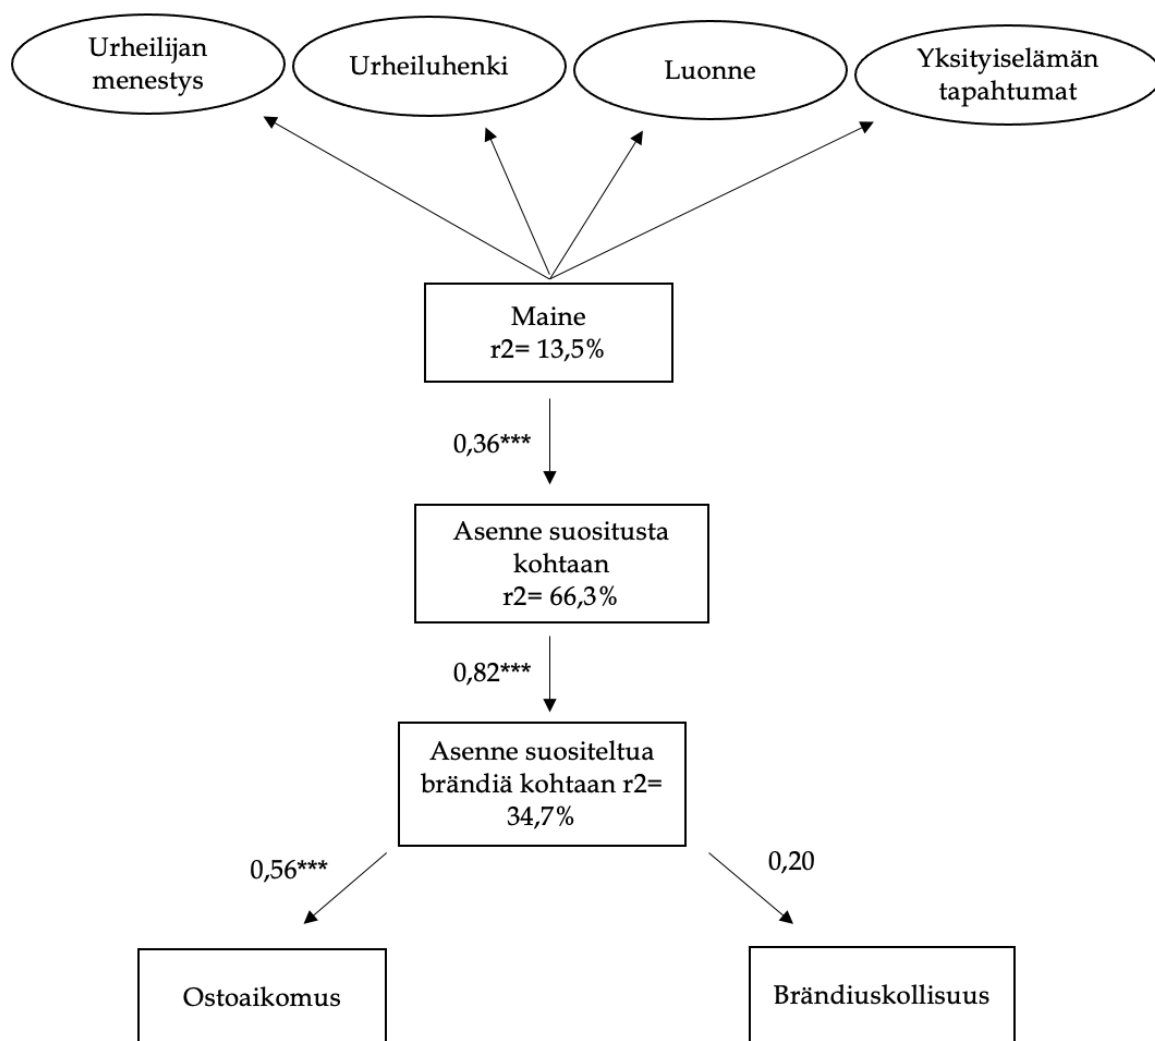 Urheilijan
menestys
Urheiluhenki
Luonne
Yksityiselämän
tapahtumat
Maine
r2= 13,5%
0,36***
Asenne suositusta
kohtaan
r2= 66,3%
0,82***
Asenne suositeltua
brändiä kohtaan r2=
34,7%
0,56***
0,20
Ostoaikomus
Brändiuskollisuus